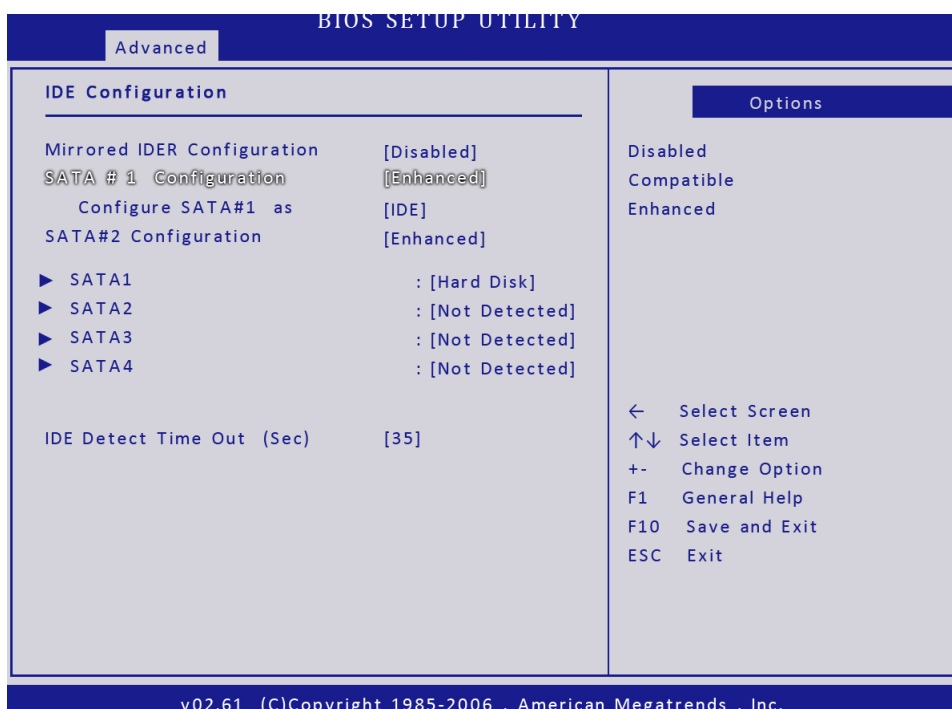 BIOS SETUP UTILITY
Advanced
IDE Configuration
Mirrored IDER Configuration [Disabled]
SATA # 1 Configuration [Enhanced]
Configure SATA#1 as [IDE]
SATA#2 Configuration [Enhanced]
▶ SATA1 : [Hard Disk]
▶ SATA2 : [Not Detected]
▶ SATA3 : [Not Detected]
▶ SATA4 : [Not Detected]
IDE Detect Time Out (Sec) [35]
Options
Disabled
Compatible
Enhanced
← Select Screen
↑↓ Select Item
+- Change Option
F1 General Help
F10 Save and Exit
ESC Exit
v02.61 (C)Copyright 1985-2006 , American Megatrends , Inc.